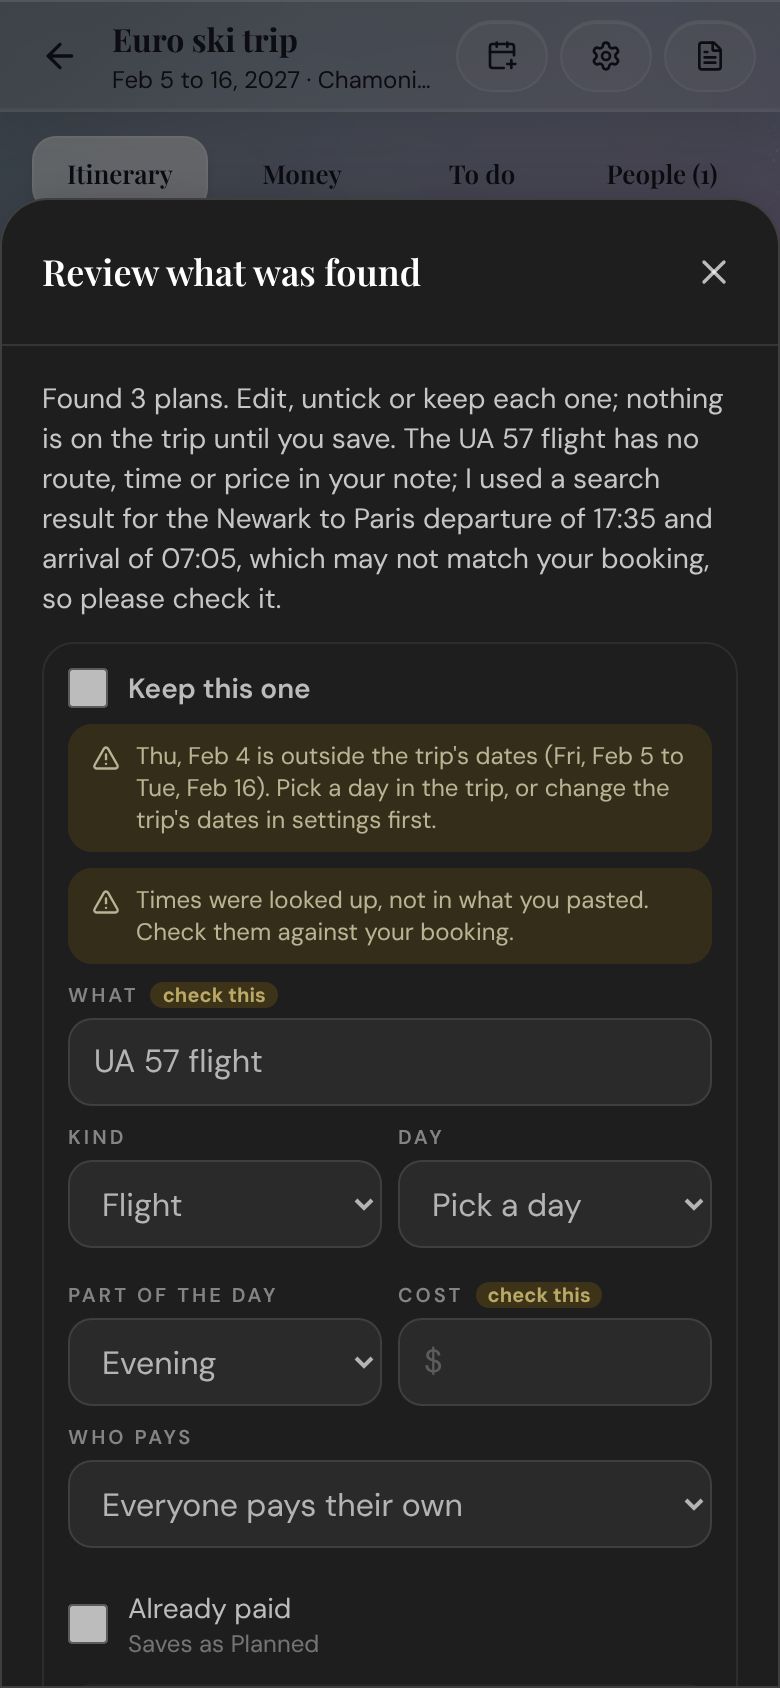 Euro ski trip
Feb 5 to 16, 2027 · Chamoni...
Itinerary
Money
To do
People (1)
Review what was found
Found 3 plans. Edit, untick or keep each one; nothing
is on the trip until you save. The UA 57 flight has no
route, time or price in your note; I used a search
result for the Newark to Paris departure of 17:35 and
arrival of 07:05, which may not match your booking,
so please check it.
Keep this one
Thu, Feb 4 is outside the trip's dates (Fri, Feb 5 to
Tue, Feb 16). Pick a day in the trip, or change the
trip's dates in settings first.
Times were looked up, not in what you pasted.
Check them against your booking.
WHAT check this
UA 57 flight
KIND
DAY
Flight
Pick a day
PART OF THE DAY
COST check this
Evening
$
WHO PAYS
Everyone pays their own
Already paid
Saves as Planned